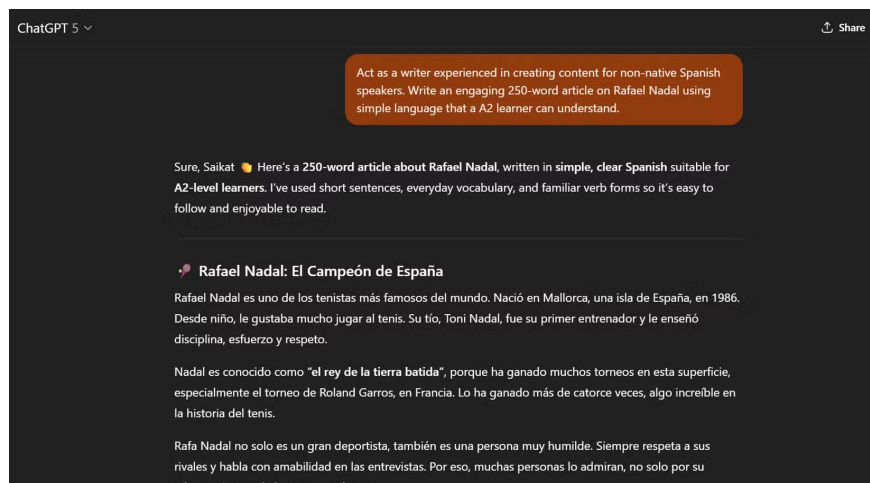 ChatGPT 5
Share
Act as a writer experienced in creating content for non-native Spanish
speakers. Write an engaging 250-word article on Rafael Nadal using
simple language that a A2 learner can understand.
Sure, Saikat 👏 Here's a 250-word article about Rafael Nadal, written in simple, clear Spanish suitable for
A2-level learners. I've used short sentences, everyday vocabulary, and familiar verb forms so it's easy to
follow and enjoyable to read.
🎾 Rafael Nadal: El Campeón de España
Rafael Nadal es uno de los tenistas más famosos del mundo. Nació en Mallorca, una isla de España, en 1986.
Desde niño, le gustaba mucho jugar al tenis. Su tío, Toni Nadal, fue su primer entrenador y le enseñó
disciplina, esfuerzo y respeto.
Nadal es conocido como "el rey de la tierra batida", porque ha ganado muchos torneos en esta superficie,
especialmente el torneo de Roland Garros, en Francia. Lo ha ganado más de catorce veces, algo increíble en
la historia del tenis.
Rafa Nadal no solo es un gran deportista, también es una persona muy humilde. Siempre respeta a sus
rivales y habla con amabilidad en las entrevistas. Por eso, muchas personas lo admiran, no solo por su